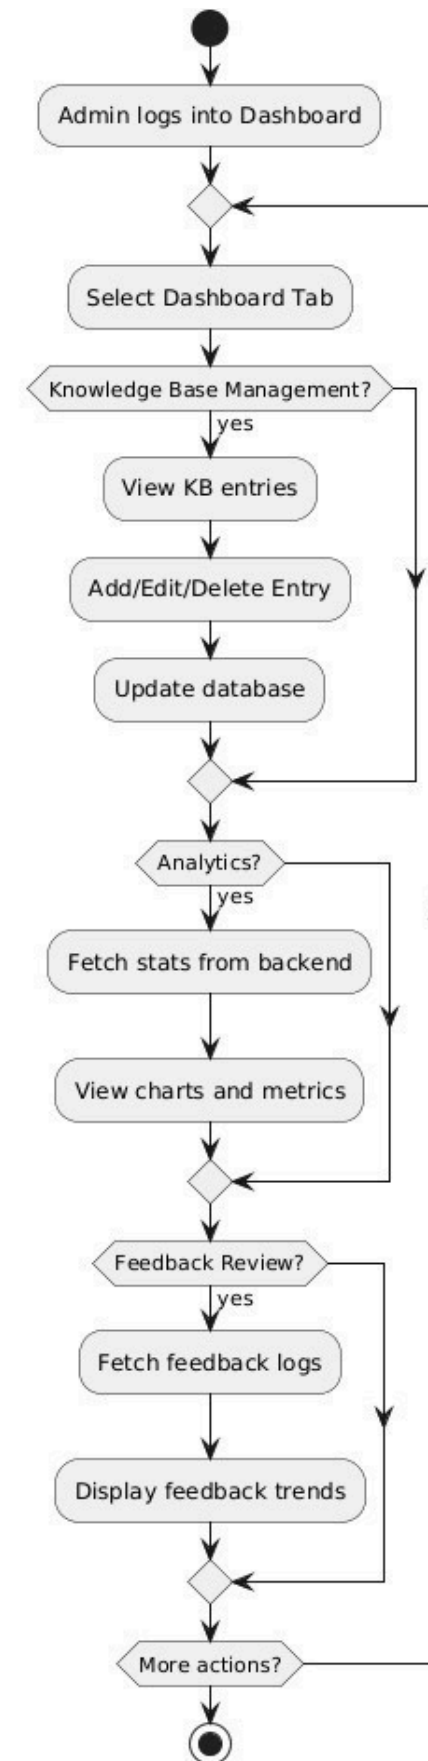 Admin logs into Dashboard
Select Dashboard Tab
Knowledge Base Management?
yes
View KB entries
Add/Edit/Delete Entry
Update database
Analytics?
yes
Fetch stats from backend
View charts and metrics
Feedback Review?
yes
Fetch feedback logs
Display feedback trends
More actions?